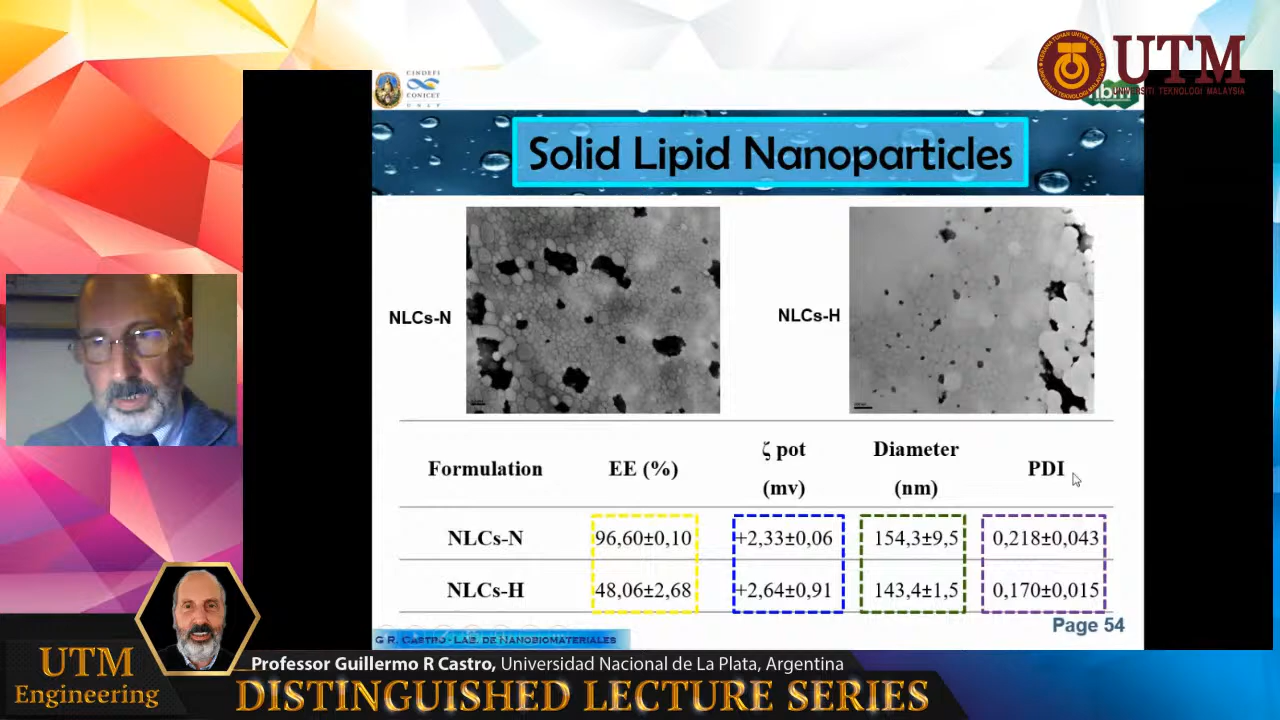 UTM
UNIVERSITI TEKNOLOGI MALAYSIA
CINDEFI
CONICET
UNLP
Solid Lipid Nanoparticles
NLCs-N
NLCs-H
Formulation EE (%) ζ pot (mv) Diameter (nm) PDI
NLCs-N 96,60±0,10 +2,33±0,06 154,3±9,5 0,218±0,043
NLCs-H 48,06±2,68 +2,64±0,91 143,4±1,5 0,170±0,015
Page 54
G R. Castro - Lab. de Nanobiomateriales
Professor Guillermo R Castro, Universidad Nacional de La Plata, Argentina
UTM
Engineering
DISTINGUISHED LECTURE SERIES